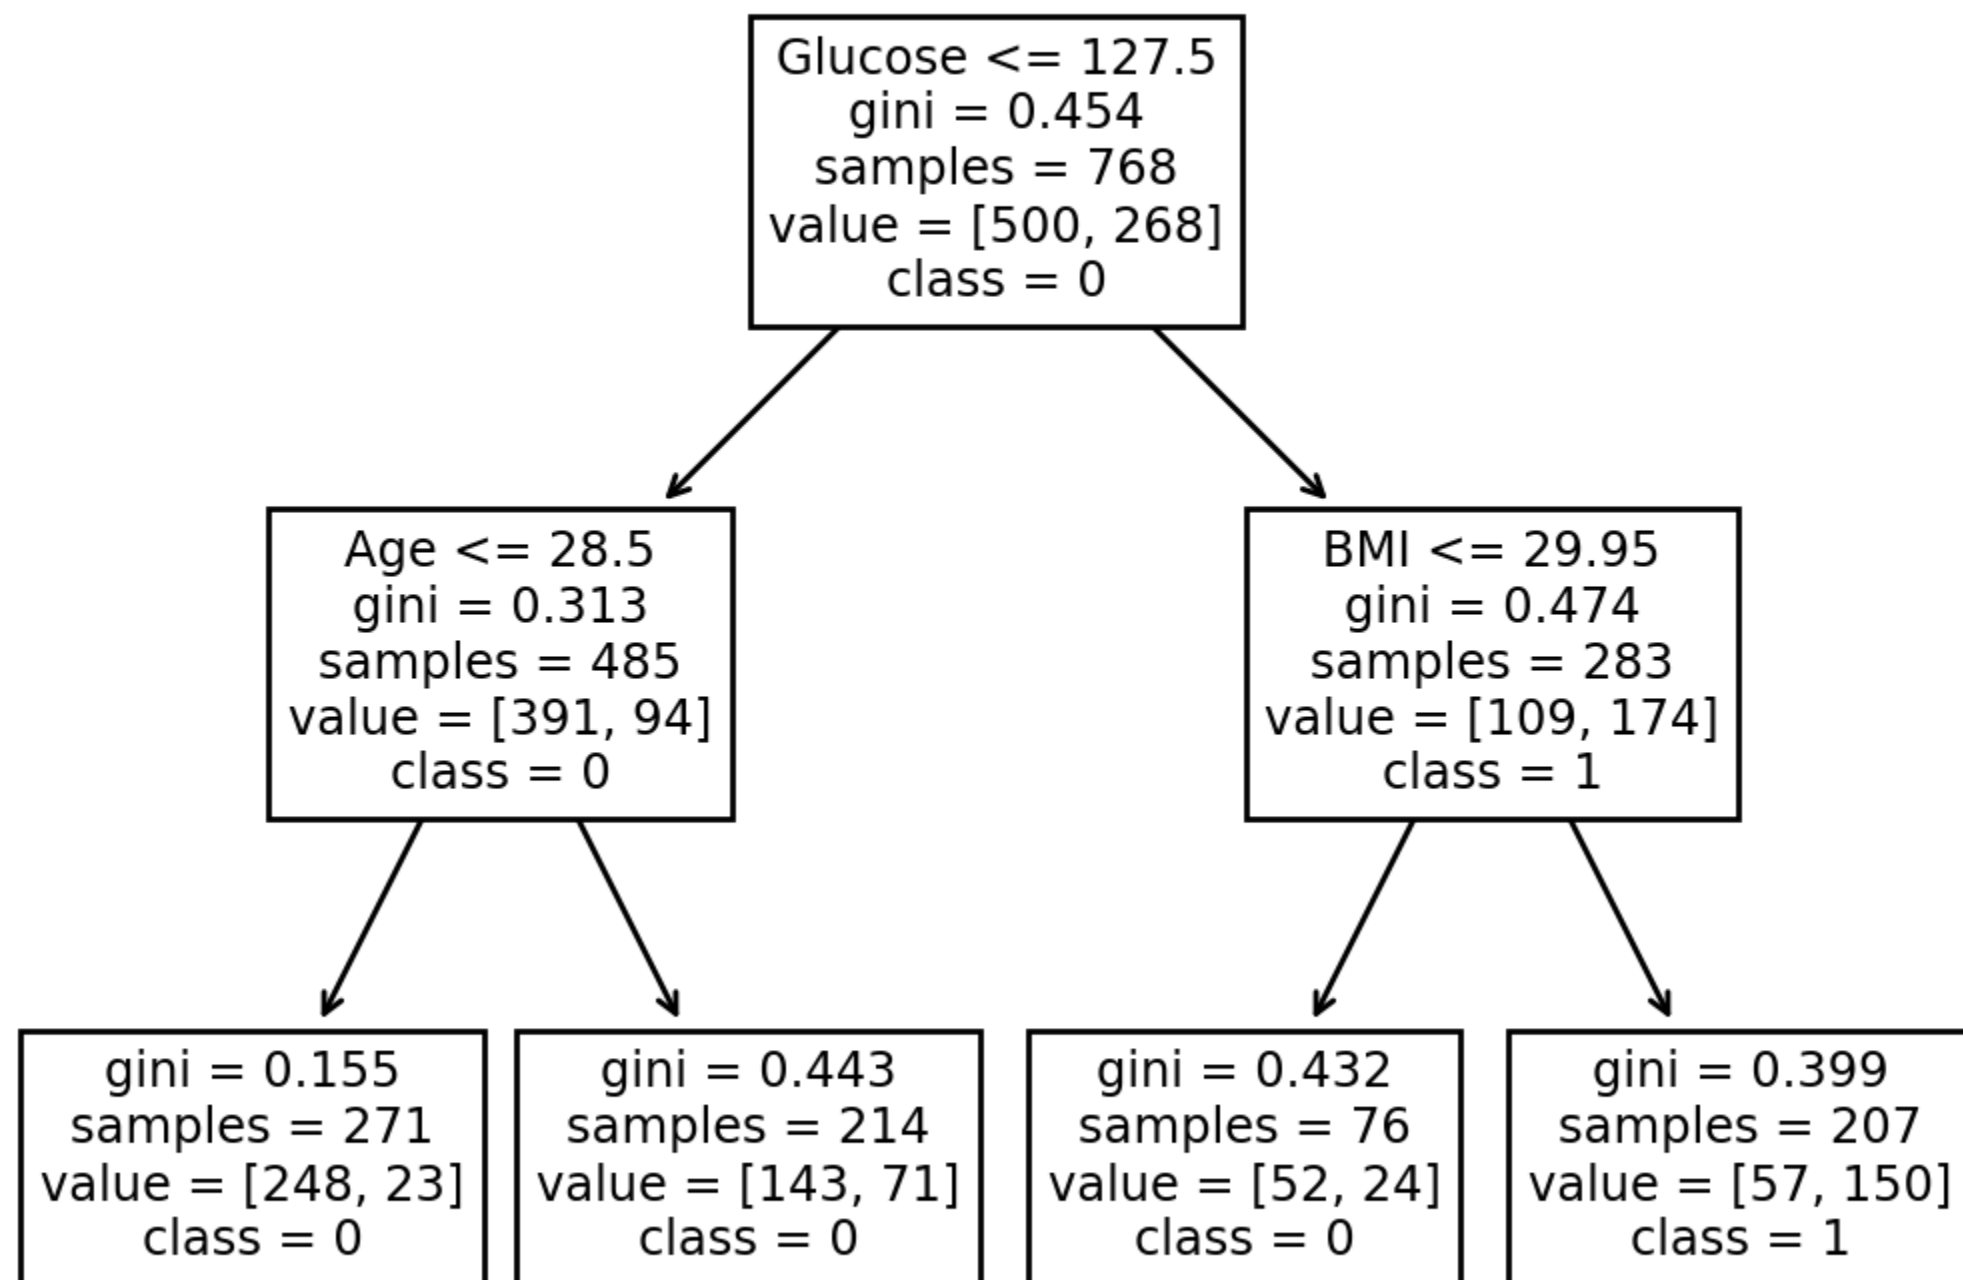 Glucose <= 127.5
gini = 0.454
samples = 768
value = [500, 268]
class = 0
Age <= 28.5
gini = 0.313
samples = 485
value = [391, 94]
class = 0
BMI <= 29.95
gini = 0.474
samples = 283
value = [109, 174]
class = 1
gini = 0.155
samples = 271
value = [248, 23]
class = 0
gini = 0.443
samples = 214
value = [143, 71]
class = 0
gini = 0.432
samples = 76
value = [52, 24]
class = 0
gini = 0.399
samples = 207
value = [57, 150]
class = 1